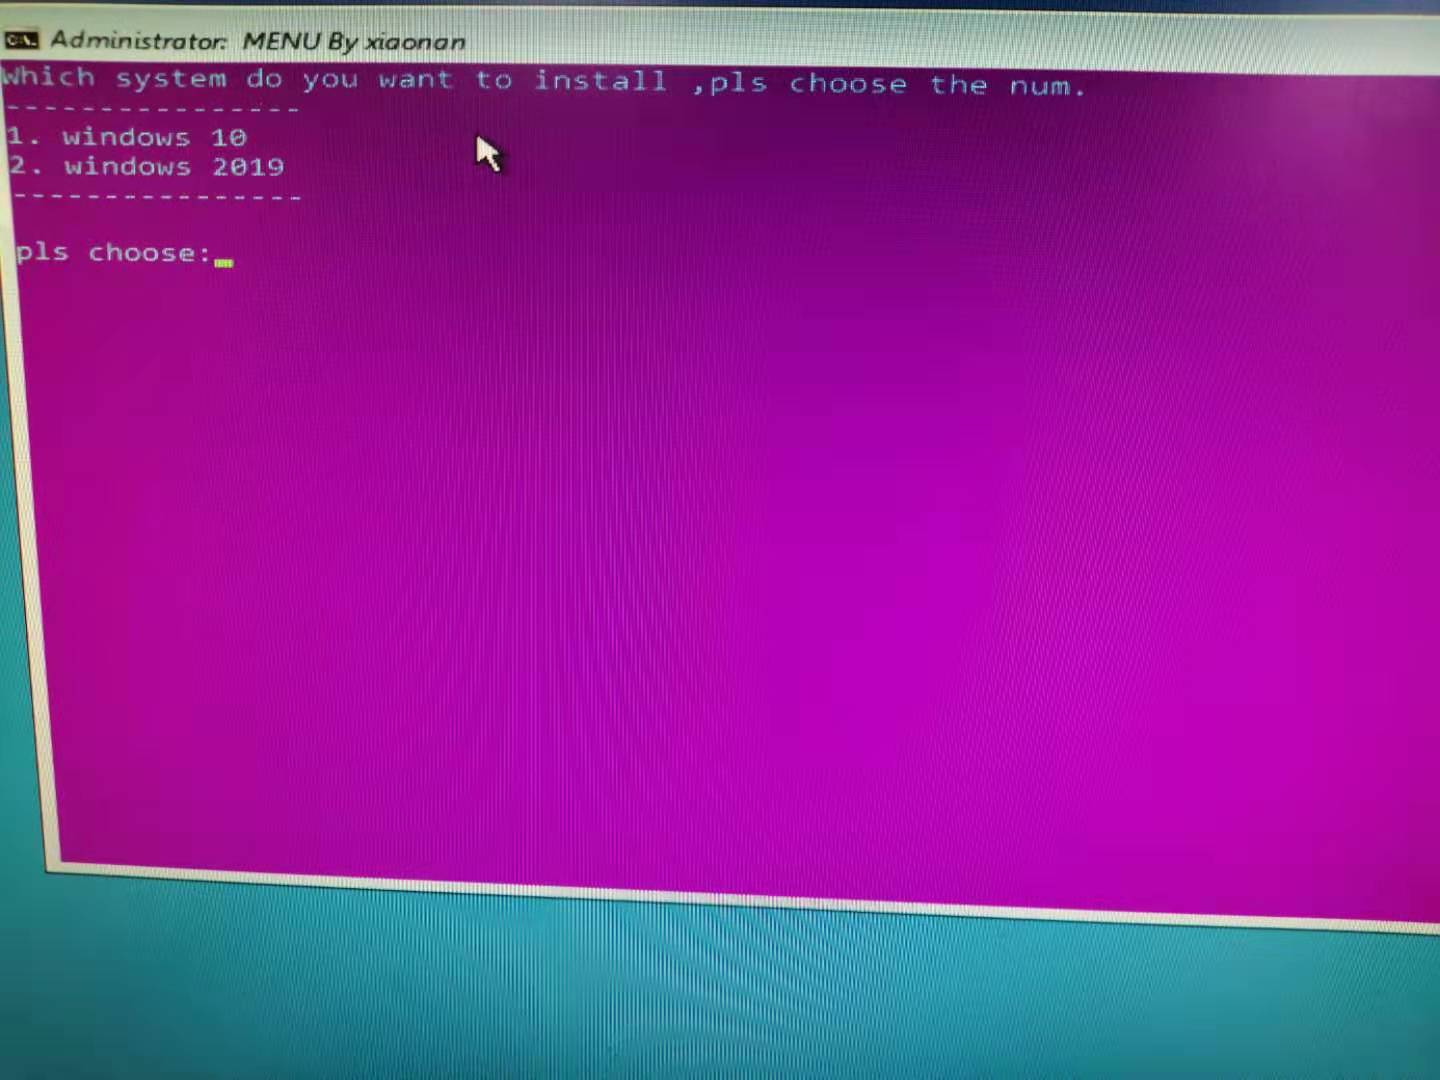 Administrator: MENU By xiaonan
Which system do you want to install ,pls choose the num.
----------------
1. windows 10
2. windows 2019
----------------
pls choose: